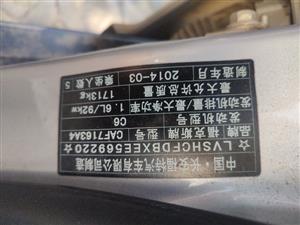 中国·长安福特汽车有限公司制造
☆LVSHCFDBXEE569220☆
品牌 福克斯牌 型号 CAF7163A4
发动机型号 C6
发动机排量/最大净功率 1.6L/92kw
最大允许总质量 1713kg
制造年月 2014-03 乘坐人数 5